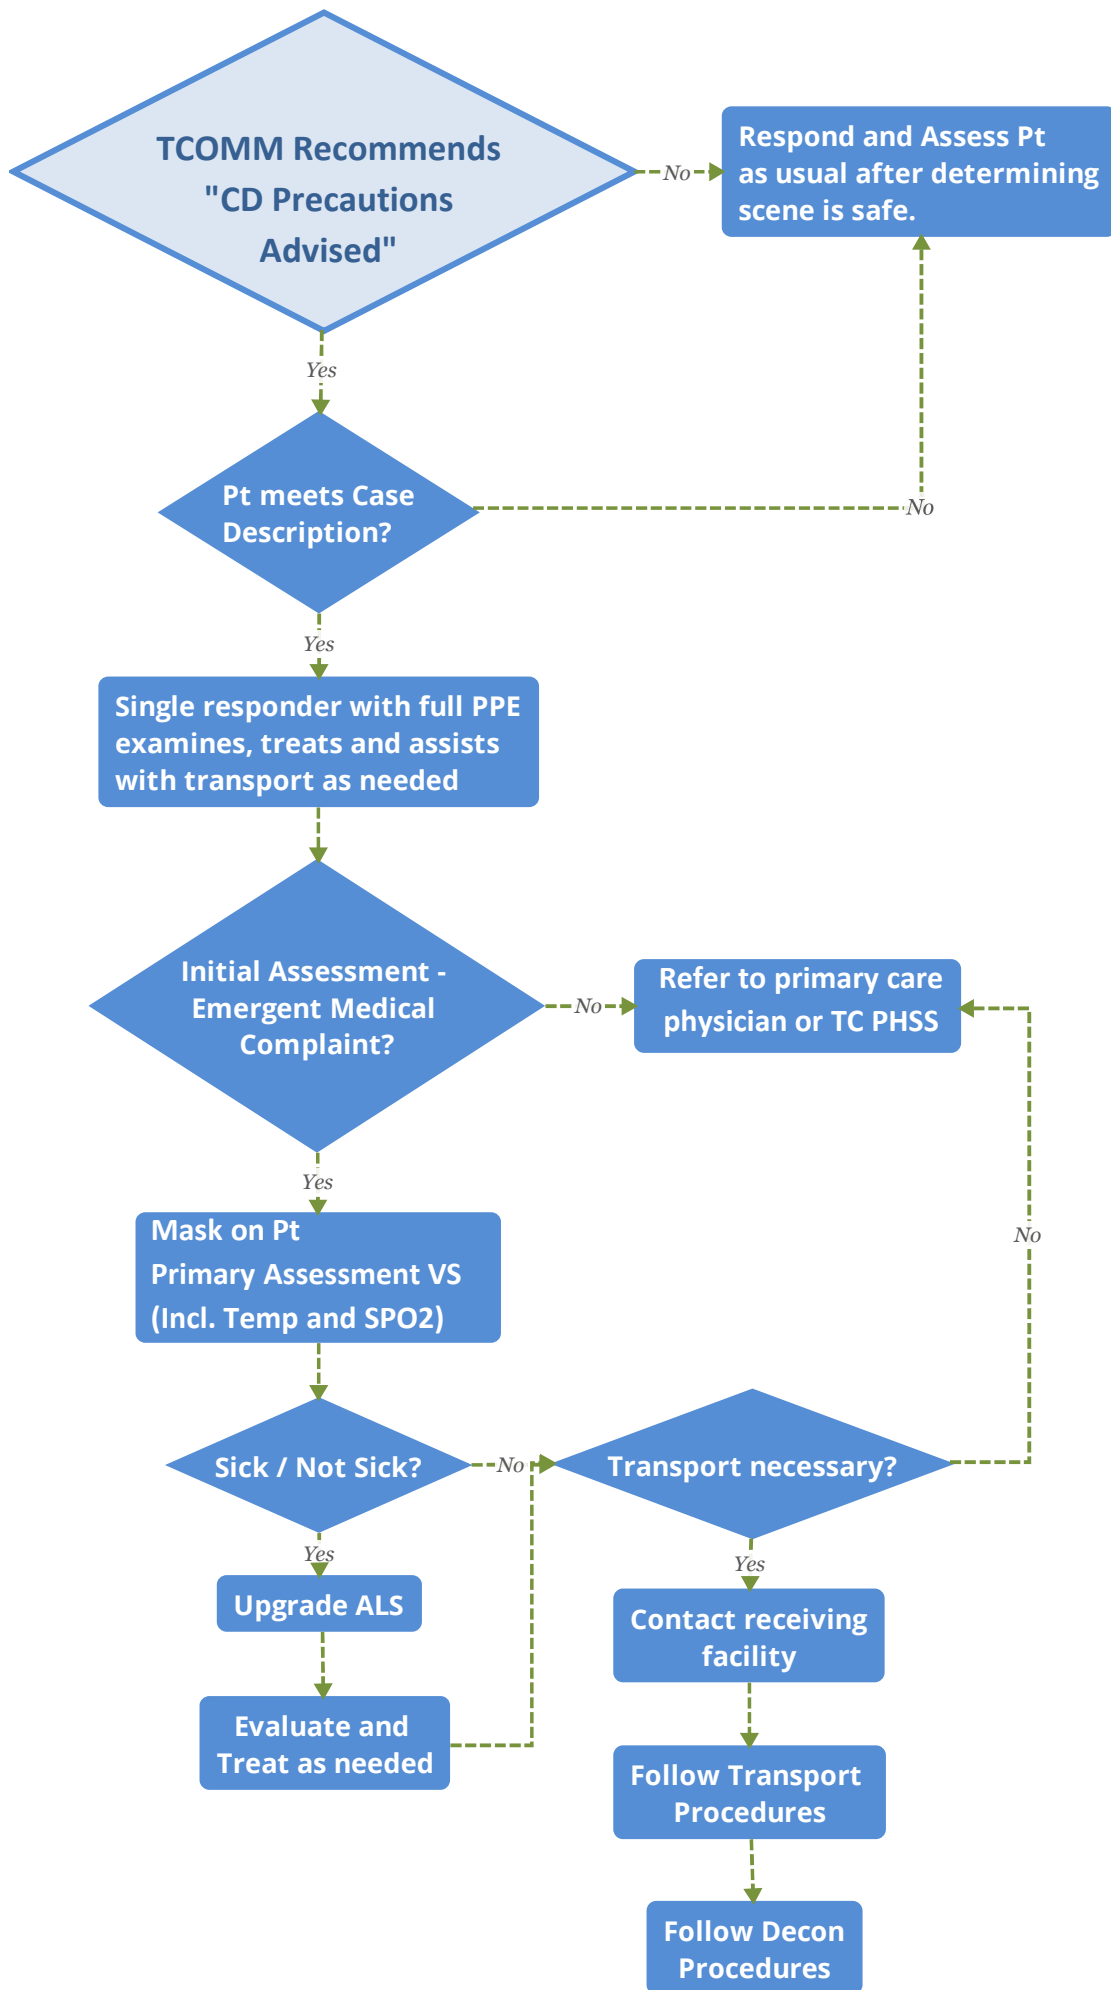 TCOMM Recommends
"CD Precautions
Advised"
No
Respond and Assess Pt
as usual after determining
scene is safe.
Yes
Pt meets Case
Description?
No
Yes
Single responder with full PPE
examines, treats and assists
with transport as needed
Initial Assessment -
Emergent Medical
Complaint?
No
Refer to primary care
physician or TC PHSS
Yes
Mask on Pt
Primary Assessment VS
(Incl. Temp and SPO2)
No
Sick / Not Sick?
No
Transport necessary?
Yes
Upgrade ALS
Evaluate and
Treat as needed
Yes
Contact receiving
facility
Follow Transport
Procedures
Follow Decon
Procedures